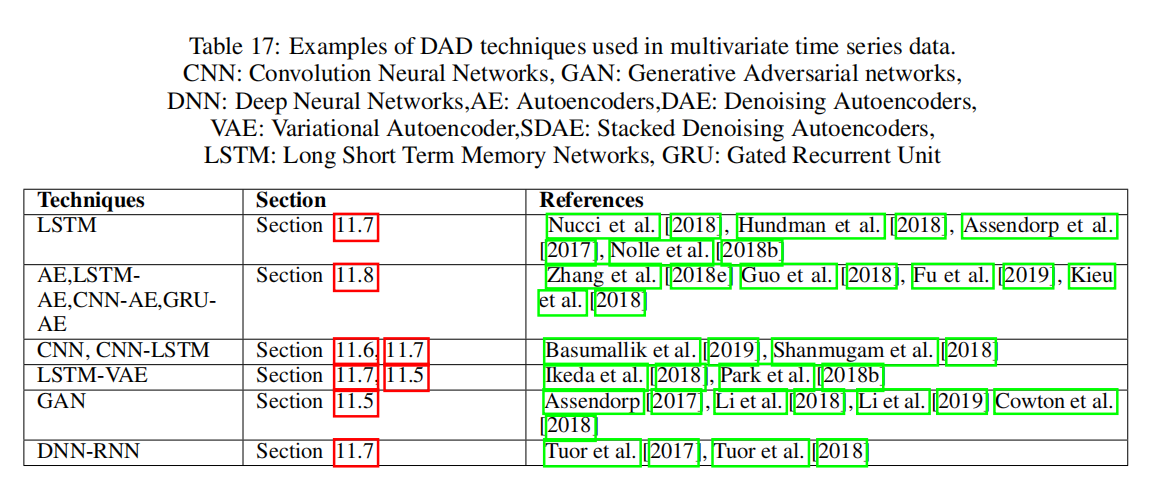 Table 17: Examples of DAD techniques used in multivariate time series data.
CNN: Convolution Neural Networks, GAN: Generative Adversarial networks,
DNN: Deep Neural Networks,AE: Autoencoders,DAE: Denoising Autoencoders,
VAE: Variational Autoencoder,SDAE: Stacked Denoising Autoencoders,
LSTM: Long Short Term Memory Networks, GRU: Gated Recurrent Unit
Techniques Section References
LSTM Section 11.7 Nucci et al. [2018], Hundman et al. [2018], Assendorp et al.
[2017], Nolle et al. [2018b]
AE,LSTM- Section 11.8 Zhang et al. [2018e] Guo et al. [2018], Fu et al. [2019], Kieu
AE,CNN-AE,GRU- et al. [2018]
AE
CNN, CNN-LSTM Section 11.6, 11.7 Basumallik et al. [2019], Shanmugam et al. [2018]
LSTM-VAE Section 11.7, 11.5 Ikeda et al. [2018], Park et al. [2018b]
GAN Section 11.5 Assendorp [2017], Li et al. [2018], Li et al. [2019] Cowton et al.
[2018]
DNN-RNN Section 11.7 Tuor et al. [2017], Tuor et al. [2018]